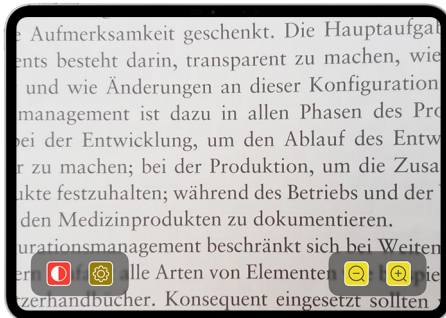 e Aufmerksamkeit geschenkt. Die Hauptaufgab
ents besteht darin, transparent zu machen, wie
und wie Änderungen an dieser Konfiguration
management ist dazu in allen Phasen des Pro
bei der Entwicklung, um den Ablauf des Entw
r zu machen; bei der Produktion, um die Zusa
ukte festzuhalten; während des Betriebs und der
den Medizinprodukten zu dokumentieren.
urationsmanagement beschränkt sich bei Weiten
alle Arten von Elementen
tzerhandbücher. Konsequent eingesetzt sollten